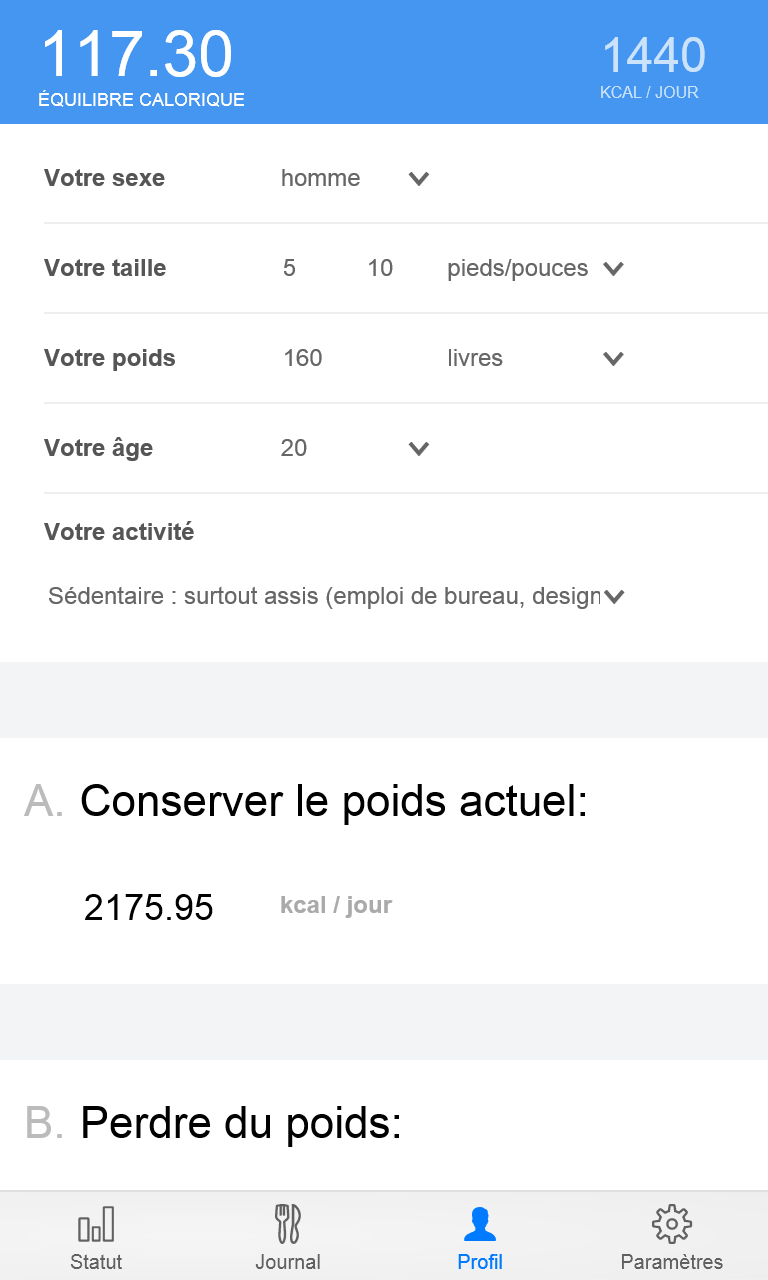 117.30
1440
ÉQUILIBRE CALORIQUE
KCAL / JOUR
Votre sexe homme
Votre taille 5 10 pieds/pouces
Votre poids 160 livres
Votre âge 20
Votre activité
Sédentaire : surtout assis (emploi de bureau, design
A. Conserver le poids actuel:
2175.95 kcal / jour
B. Perdre du poids:
Statut Journal Profil Paramètres